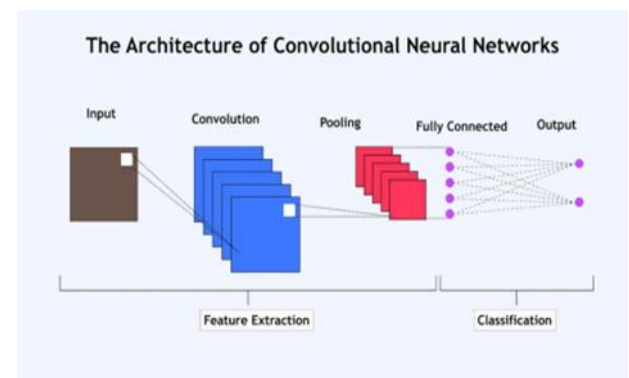 The Architecture of Convolutional Neural Networks
Input
Convolution
Pooling
Fully Connected
Output
Feature Extraction
Classification